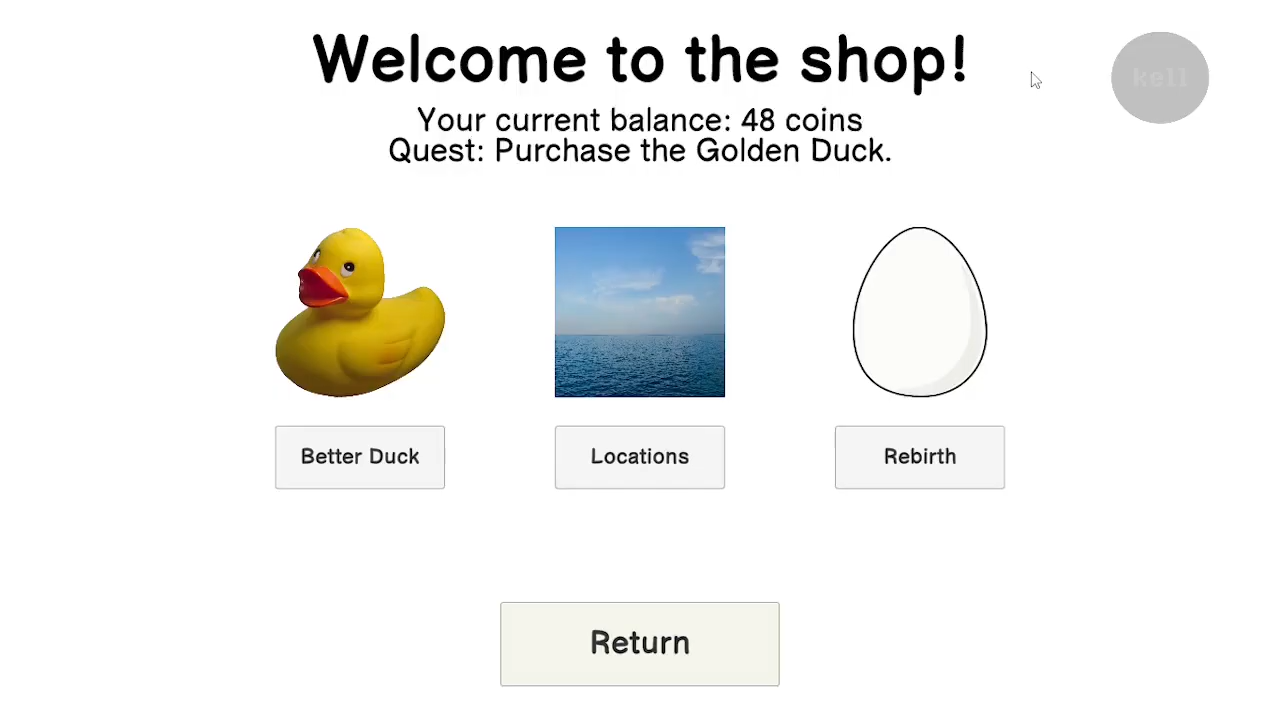 Welcome to the shop!
Your current balance: 48 coins
Quest: Purchase the Golden Duck.
kell
Better Duck
Locations
Rebirth
Return